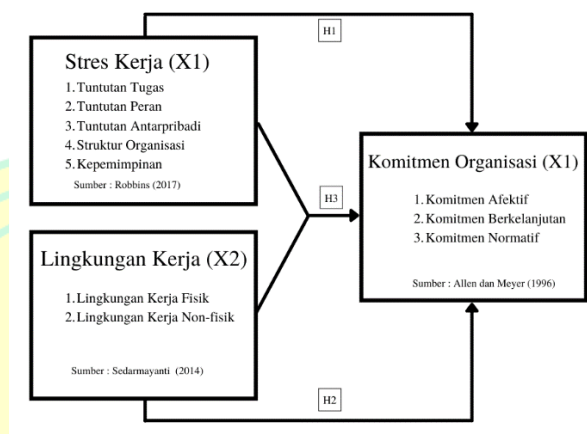 H1
Stres Kerja (X1)
1. Tuntutan Tugas
2. Tuntutan Peran
3. Tuntutan Antarpribadi
4. Struktur Organisasi
5. Kepemimpinan
Sumber : Robbins (2017)
H3
Komitmen Organisasi (X1)
1. Komitmen Afektif
2. Komitmen Berkelanjutan
3. Komitmen Normatif
Sumber : Allen dan Meyer (1996)
Lingkungan Kerja (X2)
1. Lingkungan Kerja Fisik
2. Lingkungan Kerja Non-fisik
Sumber : Sedarmayanti (2014)
H2